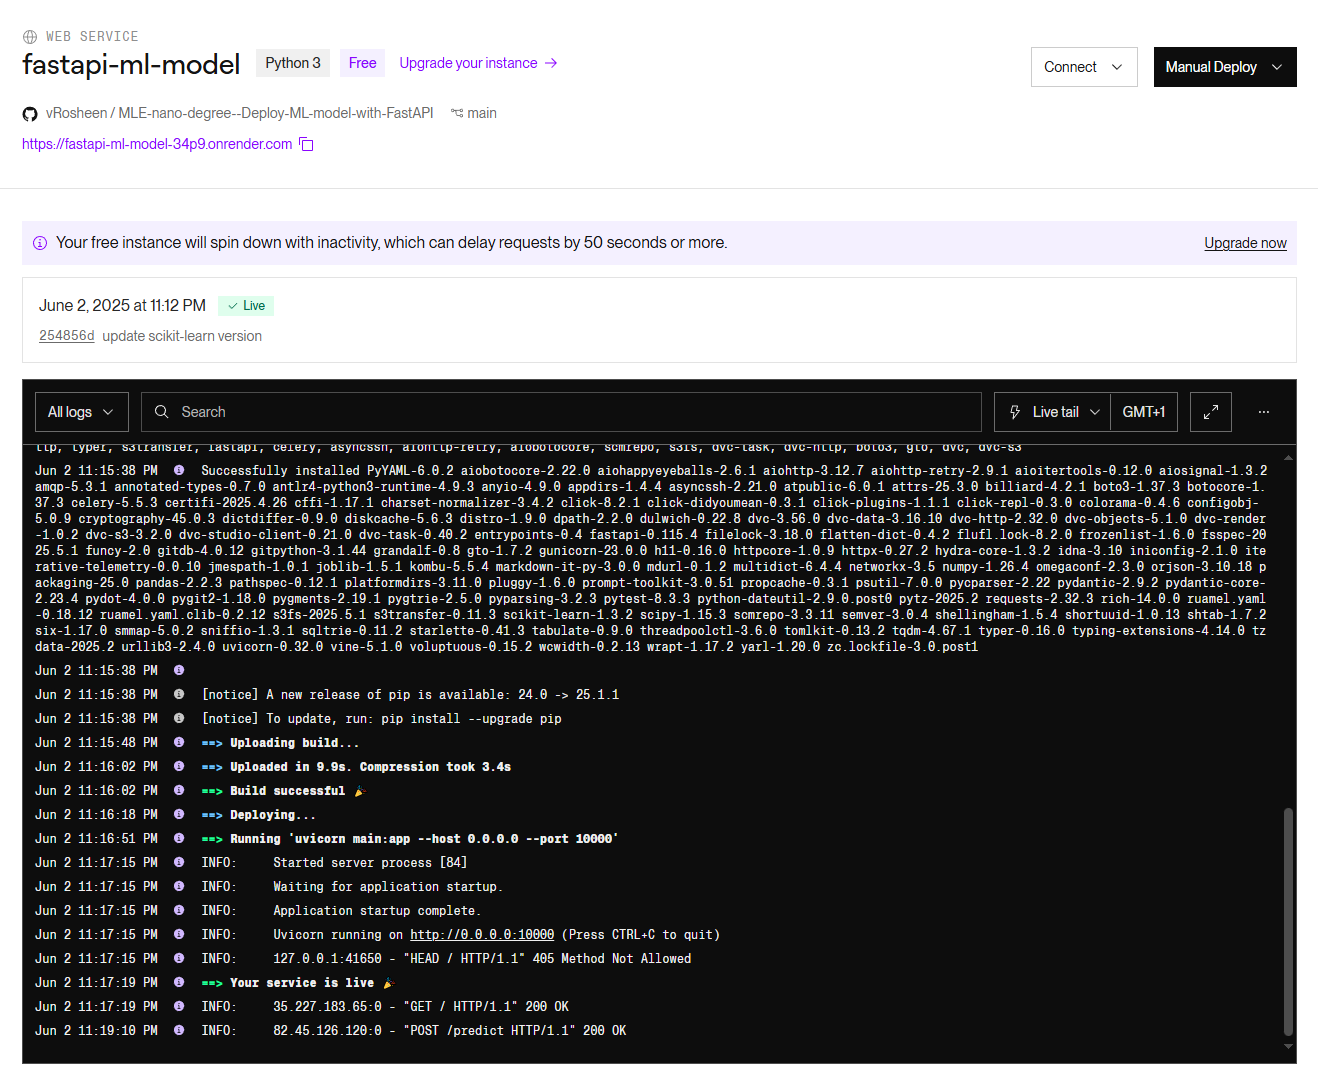 WEB SERVICE
fastapi-ml-model Python 3 Free Upgrade your instance → Connect Manual Deploy
vRosheen / MLE-nano-degree--Deploy-ML-model-with-FastAPI main
https://fastapi-ml-model-34p9.onrender.com
Your free instance will spin down with inactivity, which can delay requests by 50 seconds or more. Upgrade now
June 2, 2025 at 11:12 PM ✓ Live
254856d update scikit-learn version
All logs Search Live tail GMT+1 ...
ttp, typer, s3transfer, fastapi, celery, asyncssh, aiohttp-retry, aiobotocore, scmrepo, s3fs, dvc-task, dvc-http, boto3, gto, dvc, dvc-s3
Jun 2 11:15:38 PM Successfully installed PyYAML-6.0.2 aiobotocore-2.22.0 aiohappyeyeballs-2.6.1 aiohttp-3.12.7 aiohttp-retry-2.9.1 aioitertools-0.12.0 aiosignal-1.3.2
amqp-5.3.1 annotated-types-0.7.0 antlr4-python3-runtime-4.9.3 anyio-4.9.0 appdirs-1.4.4 asyncssh-2.21.0 atpublic-6.0.1 attrs-25.3.0 billiard-4.2.1 boto3-1.37.3 botocore-1.
37.3 celery-5.5.3 certifi-2025.4.26 cffi-1.17.1 charset-normalizer-3.4.2 click-8.2.1 click-didyoumean-0.3.1 click-plugins-1.1.1 click-repl-0.3.0 colorama-0.4.6 configobj-
5.0.9 cryptography-45.0.3 dictdiffer-0.9.0 diskcache-5.6.3 distro-1.9.0 dpath-2.2.0 dulwich-0.22.8 dvc-3.56.0 dvc-data-3.16.10 dvc-http-2.32.0 dvc-objects-5.1.0 dvc-render
-1.0.2 dvc-s3-3.2.0 dvc-studio-client-0.21.0 dvc-task-0.40.2 entrypoints-0.4 fastapi-0.115.4 filelock-3.18.0 flatten-dict-0.4.2 flufl.lock-8.2.0 frozenlist-1.6.0 fsspec-20
25.5.1 funcy-2.0 gitdb-4.0.12 gitpython-3.1.44 grandalf-0.8 gto-1.7.2 gunicorn-23.0.0 h11-0.16.0 httpcore-1.0.9 httpx-0.27.2 hydra-core-1.3.2 idna-3.10 iniconfig-2.1.0 ite
rative-telemetry-0.0.10 jmespath-1.0.1 joblib-1.5.1 kombu-5.5.4 markdown-it-py-3.0.0 mdurl-0.1.2 multidict-6.4.4 networkx-3.5 numpy-1.26.4 omegaconf-2.3.0 orjson-3.10.18 p
ackaging-25.0 pandas-2.2.3 pathspec-0.12.1 platformdirs-3.11.0 pluggy-1.6.0 prompt-toolkit-3.0.51 propcache-0.3.1 psutil-7.0.0 pycparser-2.22 pydantic-2.9.2 pydantic-core-
2.23.4 pydot-4.0.0 pygit2-1.18.0 pygments-2.19.1 pygtrie-2.5.0 pyparsing-3.2.3 pytest-8.3.3 python-dateutil-2.9.0.post0 pytz-2025.2 requests-2.32.3 rich-14.0.0 ruamel.yaml
-0.18.12 ruamel.yaml.clib-0.2.12 s3fs-2025.5.1 s3transfer-0.11.3 scikit-learn-1.3.2 scipy-1.15.3 scmrepo-3.3.11 semver-3.0.4 shellingham-1.5.4 shortuuid-1.0.13 shtab-1.7.2
six-1.17.0 smmap-5.0.2 sniffio-1.3.1 sqltrie-0.11.2 starlette-0.41.3 tabulate-0.9.0 threadpoolctl-3.6.0 tomlkit-0.13.2 tqdm-4.67.1 typer-0.16.0 typing-extensions-4.14.0 tz
data-2025.2 urllib3-2.4.0 uvicorn-0.32.0 vine-5.1.0 voluptuous-0.15.2 wcwidth-0.2.13 wrapt-1.17.2 yarl-1.20.0 zc.lockfile-3.0.post1
Jun 2 11:15:38 PM
Jun 2 11:15:38 PM [notice] A new release of pip is available: 24.0 -> 25.1.1
Jun 2 11:15:38 PM [notice] To update, run: pip install --upgrade pip
Jun 2 11:15:48 PM ==> Uploading build...
Jun 2 11:16:02 PM ==> Uploaded in 9.9s. Compression took 3.4s
Jun 2 11:16:02 PM ==> Build successful 🎉
Jun 2 11:16:18 PM ==> Deploying...
Jun 2 11:16:51 PM ==> Running 'uvicorn main:app --host 0.0.0.0 --port 10000'
Jun 2 11:17:15 PM INFO: Started server process [84]
Jun 2 11:17:15 PM INFO: Waiting for application startup.
Jun 2 11:17:15 PM INFO: Application startup complete.
Jun 2 11:17:15 PM INFO: Uvicorn running on http://0.0.0.0:10000 (Press CTRL+C to quit)
Jun 2 11:17:15 PM INFO: 127.0.0.1:41650 - "HEAD / HTTP/1.1" 405 Method Not Allowed
Jun 2 11:17:19 PM ==> Your service is live 🎉
Jun 2 11:17:19 PM INFO: 35.227.183.65:0 - "GET / HTTP/1.1" 200 OK
Jun 2 11:19:10 PM INFO: 82.45.126.120:0 - "POST /predict HTTP/1.1" 200 OK